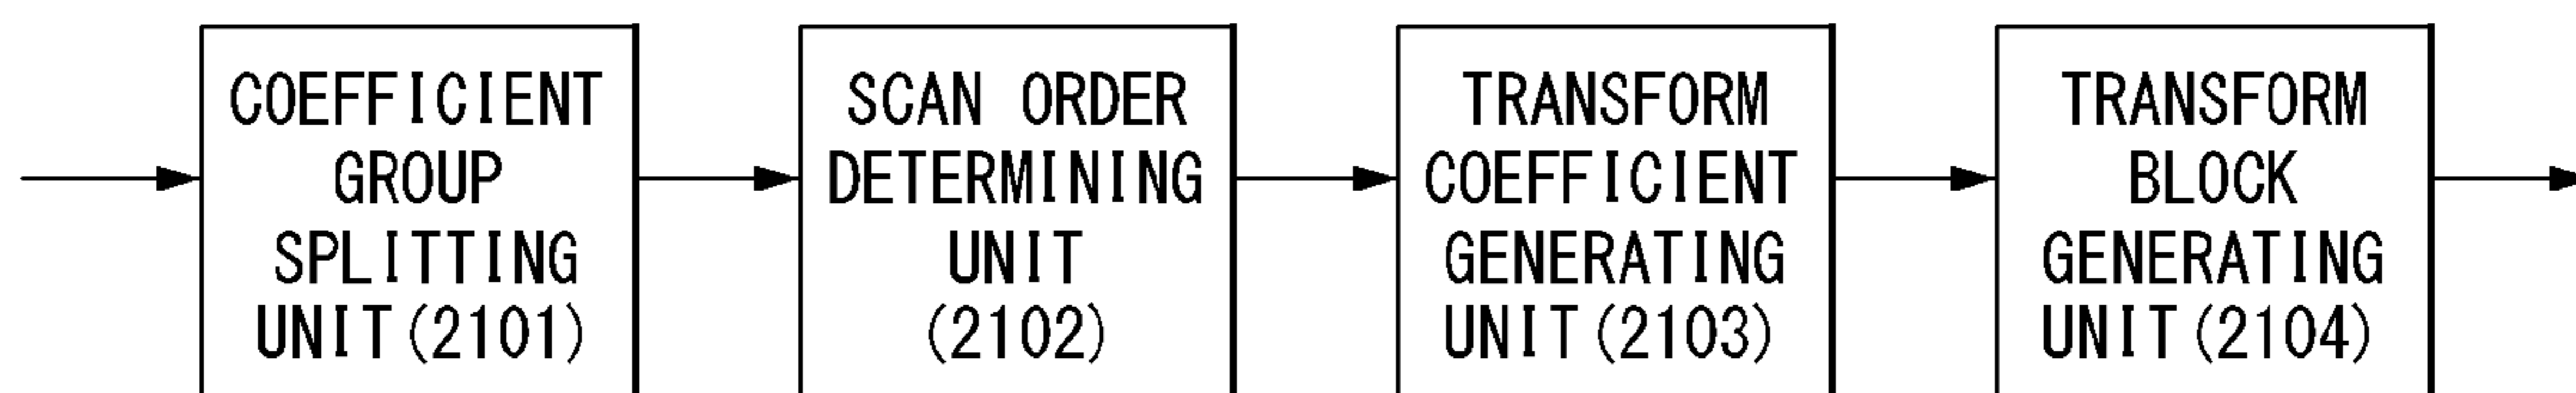 COEFFICIENT
GROUP
SPLITTING
UNIT(2101)
SCAN ORDER
DETERMINING
UNIT
(2102)
TRANSFORM
COEFFICIENT
GENERATING
UNIT(2103)
TRANSFORM
BLOCK
GENERATING
UNIT(2104)